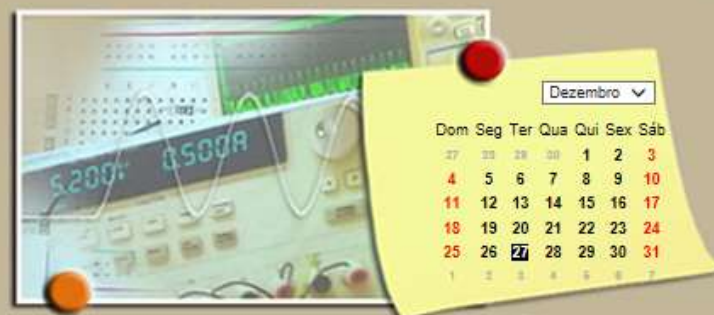 5.200V 0.500A
Dezembro
Dom Seg Ter Qua Qui Sex Sáb
27 28 29 30 1 2 3
4 5 6 7 8 9 10
11 12 13 14 15 16 17
18 19 20 21 22 23 24
25 26 27 28 29 30 31
1 2 3 4 5 6 7